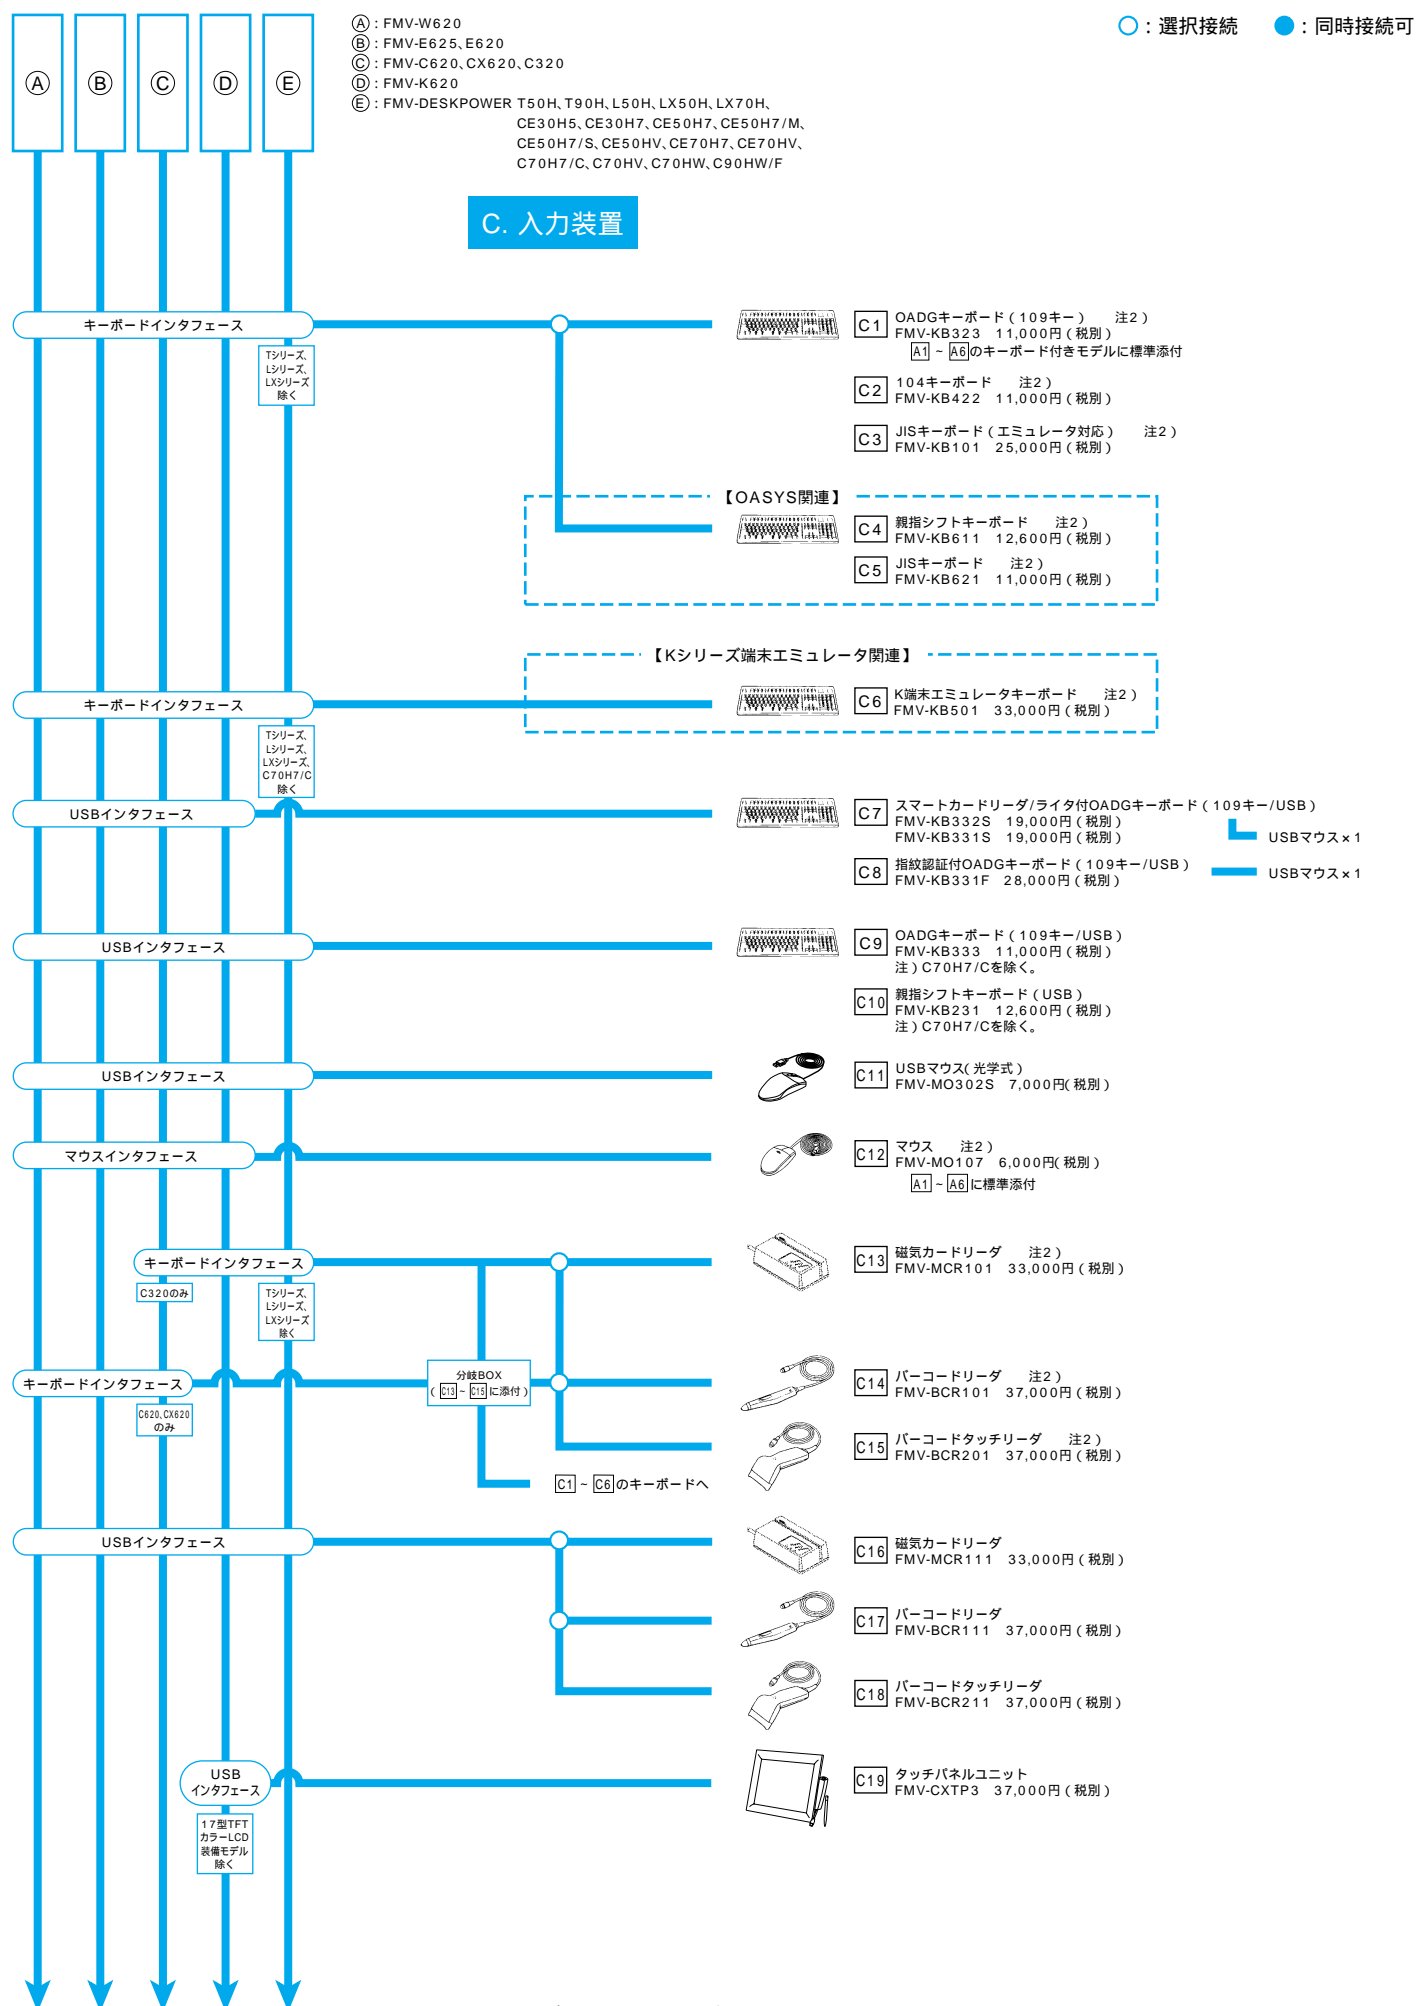 ○：選択接続　●：同時接続可
Ⓐ：FMV-W620
Ⓑ：FMV-E625、E620
Ⓒ：FMV-C620、CX620、C320
Ⓓ：FMV-K620
Ⓔ：FMV-DESKPOWER T50H、T90H、L50H、LX50H、LX70H、
CE30H5、CE30H7、CE50H7、CE50H7/M、
CE50H7/S、CE50HV、CE70H7、CE70HV、
C70H7/C、C70HV、C70HW、C90HW/F
Ⓐ Ⓑ Ⓒ Ⓓ Ⓔ
C. 入力装置
キーボードインタフェース
Tシリーズ、
Lシリーズ、
LXシリーズ
除く
C1 OADGキーボード（109キー）　注2）
FMV-KB323　11,000円（税別）
A1～A6のキーボード付きモデルに標準添付
C2 104キーボード　注2）
FMV-KB422　11,000円（税別）
C3 JISキーボード（エミュレータ対応）　注2）
FMV-KB101　25,000円（税別）
【OASYS関連】
C4 親指シフトキーボード　注2）
FMV-KB611　12,600円（税別）
C5 JISキーボード　注2）
FMV-KB621　11,000円（税別）
【Kシリーズ端末エミュレータ関連】
キーボードインタフェース
Tシリーズ、
Lシリーズ、
LXシリーズ、
C70H7/C
除く
C6 K端末エミュレータキーボード　注2）
FMV-KB501　33,000円（税別）
USBインタフェース
C7 スマートカードリーダ/ライタ付OADGキーボード（109キー/USB）
FMV-KB332S　19,000円（税別）
FMV-KB331S　19,000円（税別）
USBマウス×1
C8 指紋認証付OADGキーボード（109キー/USB）
FMV-KB331F　28,000円（税別）
USBマウス×1
USBインタフェース
C9 OADGキーボード（109キー/USB）
FMV-KB333　11,000円（税別）
注）C70H7/Cを除く。
C10 親指シフトキーボード（USB）
FMV-KB231　12,600円（税別）
注）C70H7/Cを除く。
USBインタフェース
C11 USBマウス(光学式）
FMV-MO302S　7,000円(税別）
マウスインタフェース
C12 マウス　注2）
FMV-MO107　6,000円(税別）
A1～A6に標準添付
キーボードインタフェース
C320のみ
Tシリーズ、
Lシリーズ、
LXシリーズ
除く
C13 磁気カードリーダ　注2）
FMV-MCR101　33,000円（税別）
キーボードインタフェース
C620、CX620
のみ
分岐BOX
（C13～C15に添付）
C14 バーコードリーダ　注2）
FMV-BCR101　37,000円（税別）
C15 バーコードタッチリーダ　注2）
FMV-BCR201　37,000円（税別）
C1～C6のキーボードへ
USBインタフェース
C16 磁気カードリーダ
FMV-MCR111　33,000円（税別）
C17 バーコードリーダ
FMV-BCR111　37,000円（税別）
C18 バーコードタッチリーダ
FMV-BCR211　37,000円（税別）
USB
インタフェース
17型TFT
カラーLCD
装備モデル
除く
C19 タッチパネルユニット
FMV-CXTP3　37,000円（税別）